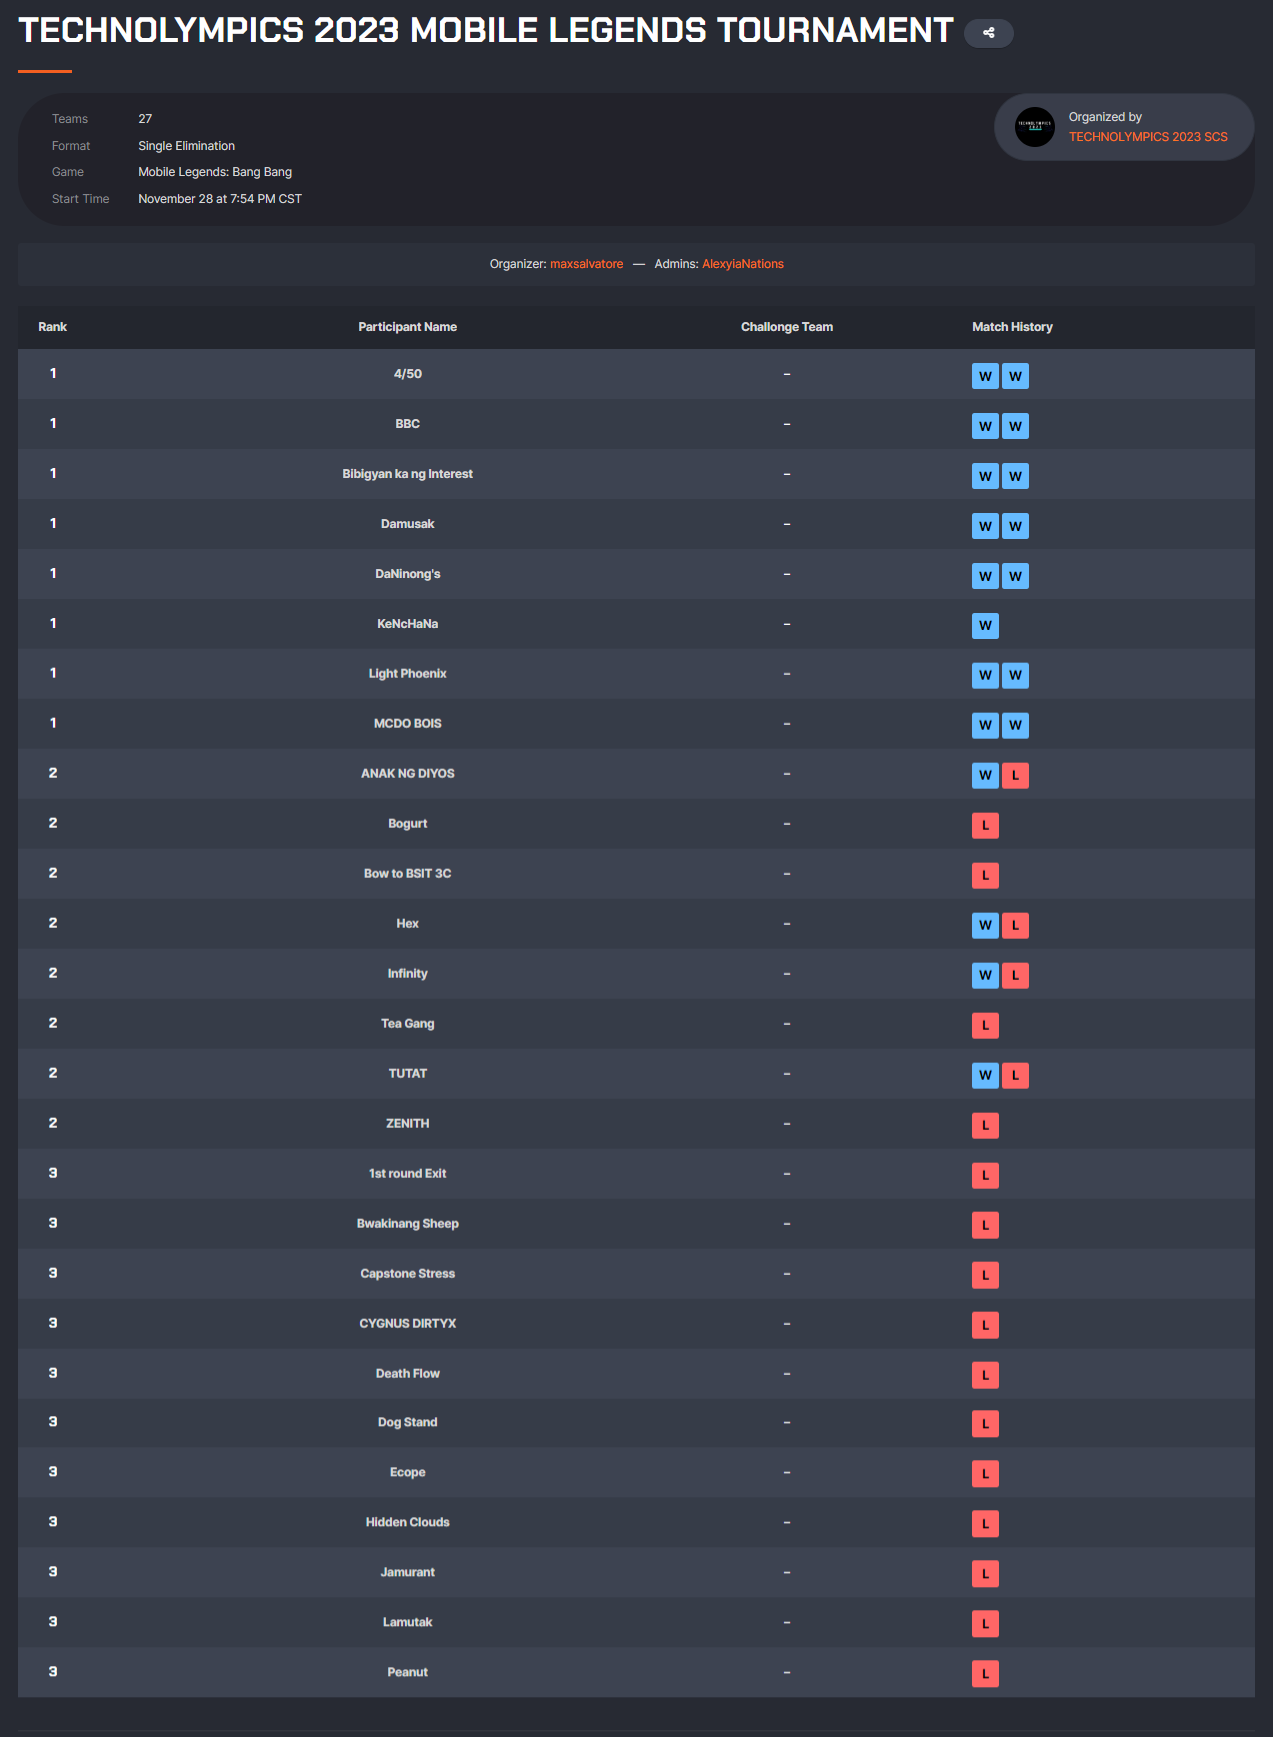 TECHNOLYMPICS 2023 MOBILE LEGENDS TOURNAMENT
Teams 27
Format Single Elimination
Game Mobile Legends: Bang Bang
Start Time November 28 at 7:54 PM CST
TECHNOLYMPICS
2023
Organized by
TECHNOLYMPICS 2023 SCS
Organizer: maxsalvatore — Admins: AlexyiaNations
Rank Participant Name Challonge Team Match History
1 4/50 – W W
1 BBC – W W
1 Bibigyan ka ng Interest – W W
1 Damusak – W W
1 DaNinong's – W W
1 KeNcHaNa – W
1 Light Phoenix – W W
1 MCDO BOIS – W W
2 ANAK NG DIYOS – W L
2 Bogurt – L
2 Bow to BSIT 3C – L
2 Hex – W L
2 Infinity – W L
2 Tea Gang – L
2 TUTAT – W L
2 ZENITH – L
3 1st round Exit – L
3 Bwakinang Sheep – L
3 Capstone Stress – L
3 CYGNUS DIRTYX – L
3 Death Flow – L
3 Dog Stand – L
3 Ecope – L
3 Hidden Clouds – L
3 Jamurant – L
3 Lamutak – L
3 Peanut – L